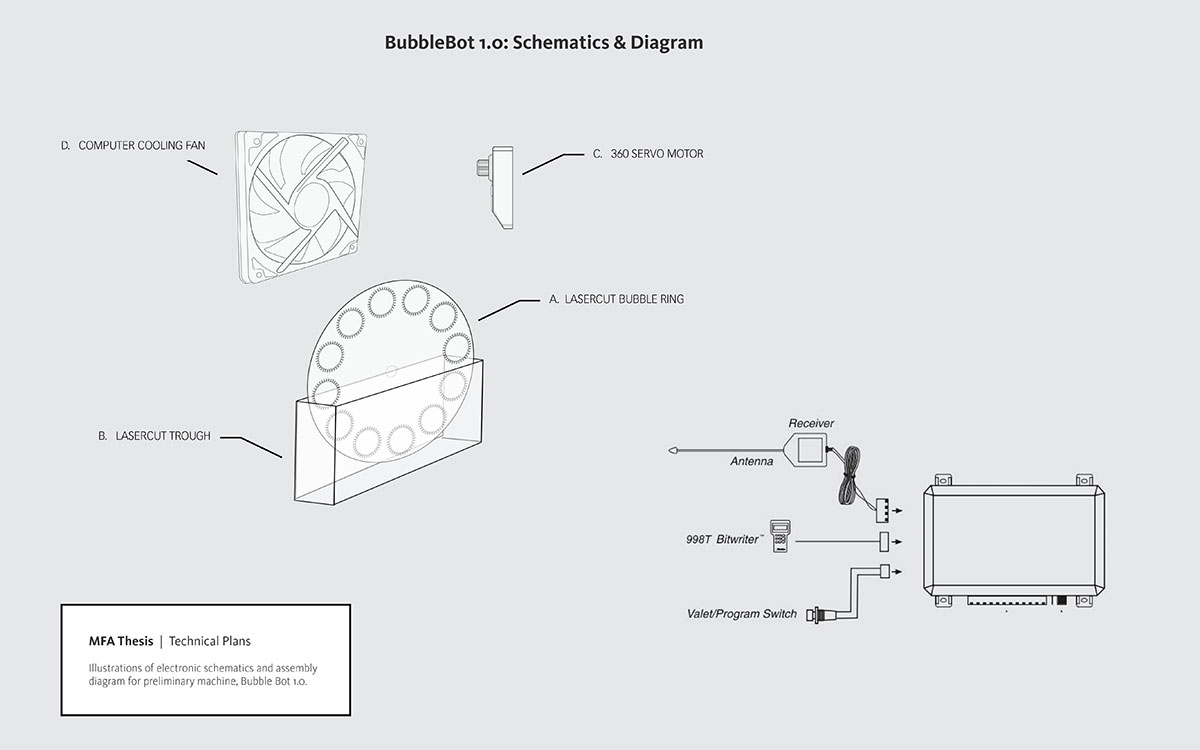 BubbleBot 1.0: Schematics & Diagram
D. COMPUTER COOLING FAN
C. 360 SERVO MOTOR
A. LASERCUT BUBBLE RING
B. LASERCUT TROUGH
Receiver
Antenna
998T Bitwriter™
Valet/Program Switch
MFA Thesis | Technical Plans
Illustrations of electronic schematics and assembly
diagram for preliminary machine, Bubble Bot 1.0.